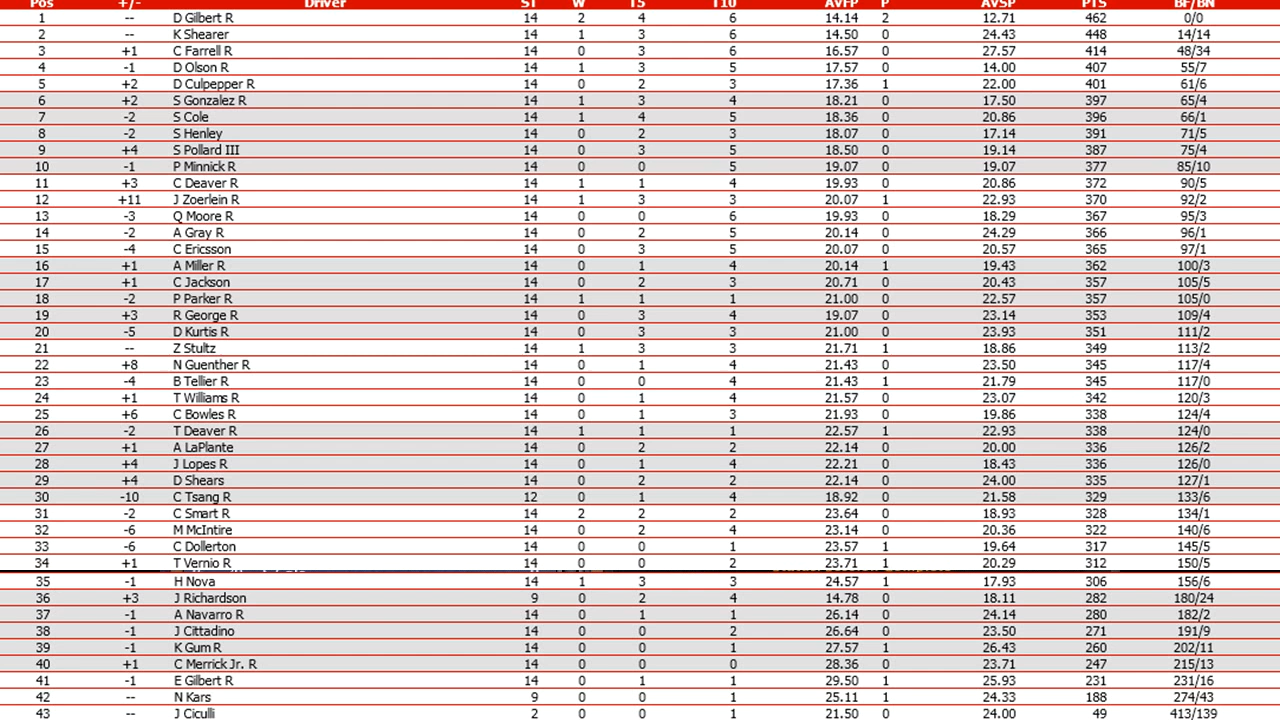 Pos +/- Driver ST W T5 T10 AVFP P AVSP PTS BF/BN
1 -- D Gilbert R 14 2 4 6 14.14 2 12.71 462 0/0
2 -- K Shearer 14 1 3 6 14.50 0 24.43 448 14/14
3 +1 C Farrell R 14 0 3 6 16.57 0 27.57 414 48/34
4 -1 D Olson R 14 1 3 5 17.57 0 14.00 407 55/7
5 +2 D Culpepper R 14 0 2 3 17.36 1 22.00 401 61/6
6 +2 S Gonzalez R 14 1 3 4 18.21 0 17.50 397 65/4
7 -2 S Cole 14 1 4 5 18.36 0 20.86 396 66/1
8 -2 S Henley 14 0 2 3 18.07 0 17.14 391 71/5
9 +4 S Pollard III 14 0 3 5 18.50 0 19.14 387 75/4
10 -1 P Minnick R 14 0 0 5 19.07 0 19.07 377 85/10
11 +3 C Deaver R 14 1 1 4 19.93 0 20.86 372 90/5
12 +11 J Zoerlein R 14 1 3 3 20.07 1 22.93 370 92/2
13 -3 Q Moore R 14 0 0 6 19.93 0 18.29 367 95/3
14 -2 A Gray R 14 0 2 5 20.14 0 24.29 366 96/1
15 -4 C Ericsson 14 0 3 5 20.07 0 20.57 365 97/1
16 +1 A Miller R 14 0 1 4 20.14 1 19.43 362 100/3
17 +1 C Jackson 14 0 2 3 20.71 0 20.43 357 105/5
18 -2 P Parker R 14 1 1 1 21.00 0 22.57 357 105/0
19 +3 R George R 14 0 3 4 19.07 0 23.14 353 109/4
20 -5 D Kurtis R 14 0 3 3 21.00 0 23.93 351 111/2
21 -- Z Stultz 14 1 3 3 21.71 1 18.86 349 113/2
22 +8 N Guenther R 14 0 1 4 21.43 0 23.50 345 117/4
23 -4 B Tellier R 14 0 0 4 21.43 1 21.79 345 117/0
24 +1 T Williams R 14 0 1 4 21.57 0 23.07 342 120/3
25 +6 C Bowles R 14 0 1 3 21.93 0 19.86 338 124/4
26 -2 T Deaver R 14 1 1 1 22.57 1 22.93 338 124/0
27 +1 A LaPlante 14 0 2 2 22.14 0 20.00 336 126/2
28 +4 J Lopes R 14 0 1 4 22.21 0 18.43 336 126/0
29 +4 D Shears 14 0 2 2 22.14 0 24.00 335 127/1
30 -10 C Tsang R 12 0 1 4 18.92 0 21.58 329 133/6
31 -2 C Smart R 14 2 2 2 23.64 0 18.93 328 134/1
32 -6 M McIntire 14 0 2 4 23.14 0 20.36 322 140/6
33 -6 C Dollerton 14 0 0 1 23.57 1 19.64 317 145/5
34 +1 T Vernio R 14 0 0 2 23.71 1 20.29 312 150/5
35 -1 H Nova 14 1 3 3 24.57 1 17.93 306 156/6
36 +3 J Richardson 9 0 2 4 14.78 0 18.11 282 180/24
37 -1 A Navarro R 14 0 1 1 26.14 0 24.14 280 182/2
38 -1 J Cittadino 14 0 0 2 26.64 0 23.50 271 191/9
39 -1 K Gum R 14 0 0 1 27.57 1 26.43 260 202/11
40 +1 C Merrick Jr. R 14 0 0 0 28.36 0 23.71 247 215/13
41 -1 E Gilbert R 14 0 1 1 29.50 1 25.93 231 231/16
42 -- N Kars 9 0 0 1 25.11 1 24.33 188 274/43
43 -- J Ciculli 2 0 0 1 21.50 0 24.00 49 413/139